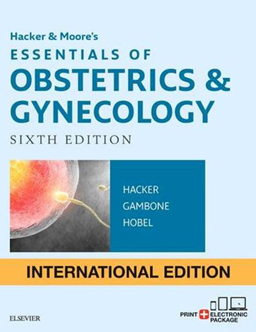 Hacker & Moore's
ESSENTIALS OF
OBSTETRICS &
GYNECOLOGY
SIXTH EDITION
HACKER
GAMBONE
HOBEL
INTERNATIONAL EDITION
ELSEVIER
PRINT + ELECTRONIC
PACKAGE